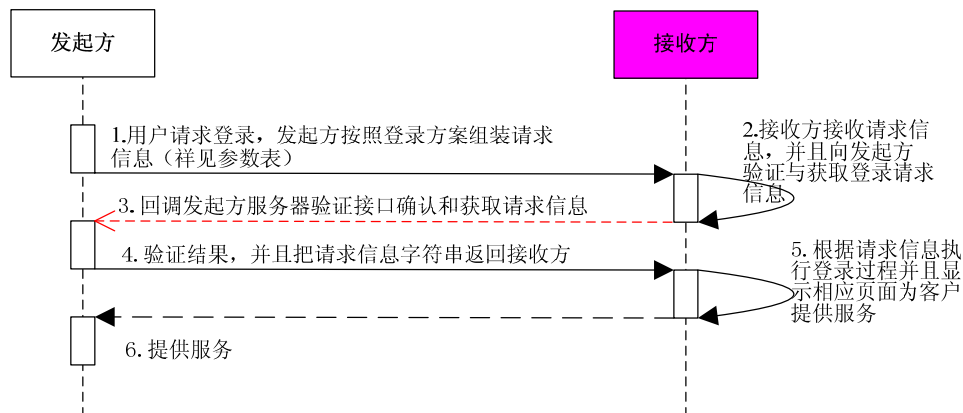 发起方
接收方
1.用户请求登录，发起方按照登录方案组装请求
信息（祥见参数表）
2.接收方接收请求信
息，并且向发起方
验证与获取登录请求
信息
3.回调发起方服务器验证接口确认和获取请求信息
4.验证结果，并且把请求信息字符串返回接收方
5.根据请求信息执
行登录过程并且显
示相应页面为客户
提供服务
6.提供服务